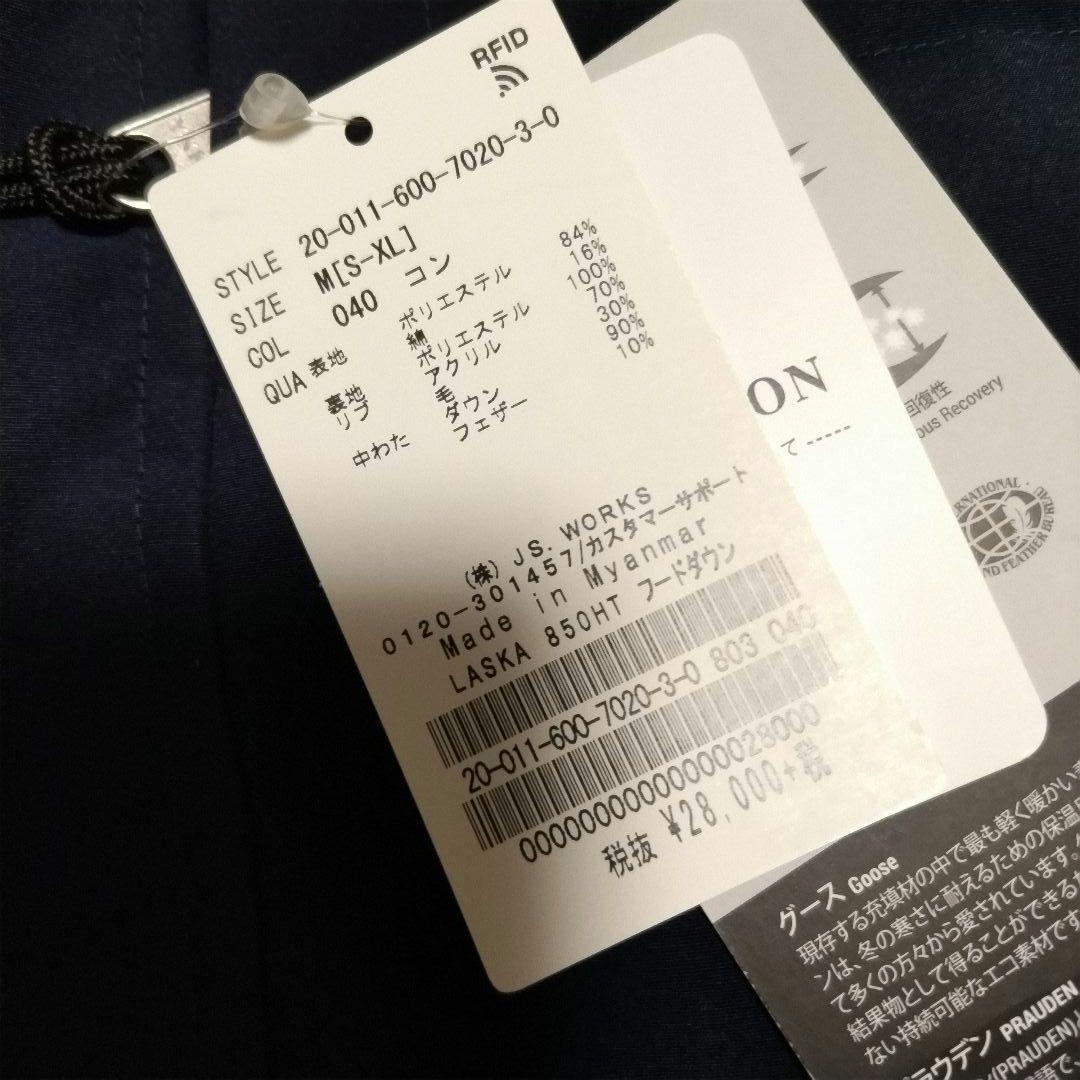 RFID
STYLE 20-011-600-7020-3-0
SIZE M[S-XL]
COL 040 コン
QUA 表地 ポリエステル 84%
綿 16%
裏地 ポリエステル 100%
リブ アクリル 70%
毛 30%
中わた ダウン 90%
フェザー 10%
(株) JS.WORKS
0120-301457/カスタマーサポート
Made in Myanmar
LASKA 850HT フードダウン
20-011-600-7020-3-0 803 040
0000000000000028000
税抜 ¥28,000+税
ON
て -----
回復性
ous Recovery
ERNATIONAL
ND FEATHER BUREAU
グース Goose
現存する充填材の中で最も軽く暖かい
ンは、冬の寒さに耐えるための保温
て多くの方々から愛されています。
結果物として得ることができる
ない持続可能なエコ素材です
ラウデン PRAUDEN
(PRAUDEN)